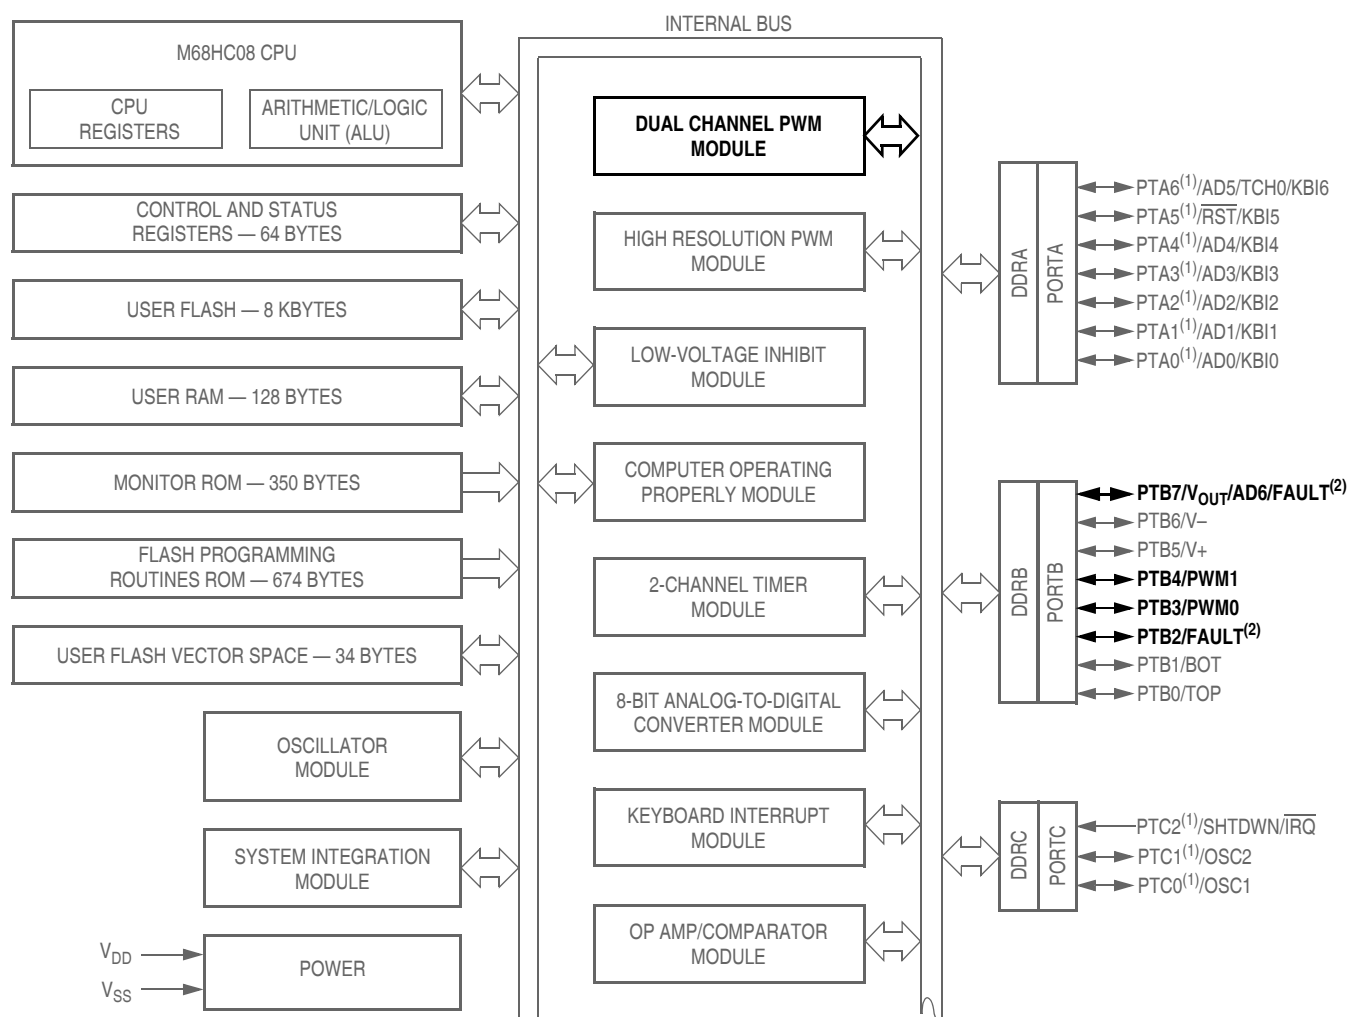 INTERNAL BUS
M68HC08 CPU
CPU
REGISTERS
ARITHMETIC/LOGIC
UNIT (ALU)
CONTROL AND STATUS
REGISTERS — 64 BYTES
USER FLASH — 8 KBYTES
USER RAM — 128 BYTES
MONITOR ROM — 350 BYTES
FLASH PROGRAMMING
ROUTINES ROM — 674 BYTES
USER FLASH VECTOR SPACE — 34 BYTES
OSCILLATOR
MODULE
SYSTEM INTEGRATION
MODULE
VDD
VSS
POWER
DUAL CHANNEL PWM
MODULE
HIGH RESOLUTION PWM
MODULE
LOW-VOLTAGE INHIBIT
MODULE
COMPUTER OPERATING
PROPERLY MODULE
2-CHANNEL TIMER
MODULE
8-BIT ANALOG-TO-DIGITAL
CONVERTER MODULE
KEYBOARD INTERRUPT
MODULE
OP AMP/COMPARATOR
MODULE
DDRA
PORTA
PTA6(1)/AD5/TCH0/KBI6
PTA5(1)/RST/KBI5
PTA4(1)/AD4/KBI4
PTA3(1)/AD3/KBI3
PTA2(1)/AD2/KBI2
PTA1(1)/AD1/KBI1
PTA0(1)/AD0/KBI0
DDRB
PORTB
PTB7/VOUT/AD6/FAULT(2)
PTB6/V–
PTB5/V+
PTB4/PWM1
PTB3/PWM0
PTB2/FAULT(2)
PTB1/BOT
PTB0/TOP
DDRC
PORTC
PTC2(1)/SHTDWN/IRQ
PTC1(1)/OSC2
PTC0(1)/OSC1